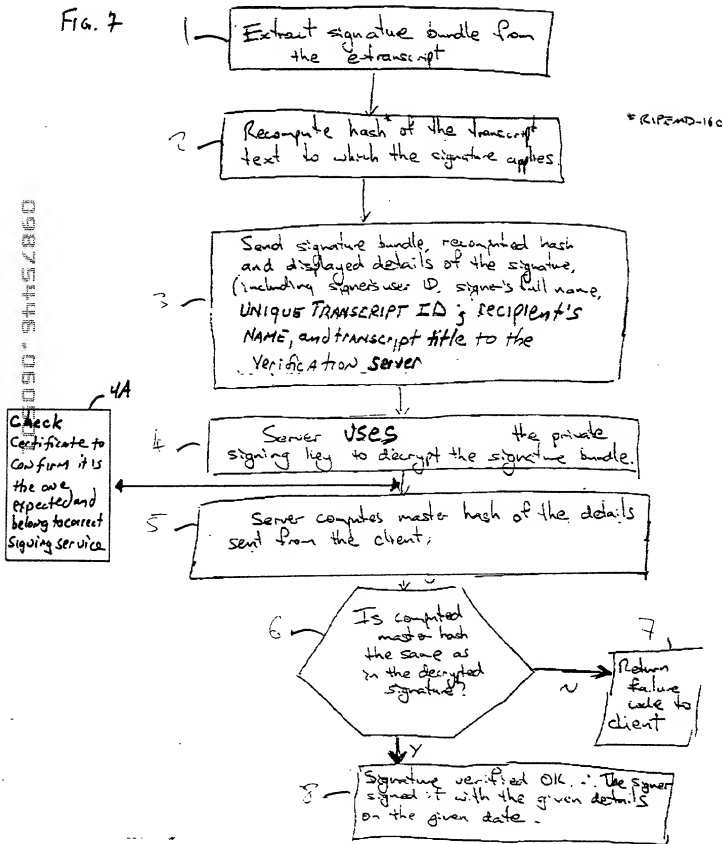 FIG. 7
1
Extract signature bundle from
the e-transcript
2
Recompute hash* of the transcript
text to which the signature applies.
* RIPEMD-160
3
Send signature bundle, recomputed hash
and displayed details of the signature,
(including signer's user ID, signer's full name,
UNIQUE TRANSCRIPT ID; recipient's
NAME, and transcript title to the
verification server
4A
Check
Certificate to
confirm it is
the one
expected and
belong to correct
signing service
4
Server uses the private
signing key to decrypt the signature bundle.
5
Server computes master hash of the details
sent from the client;
6
Is computed
master hash
the same as
in the decrypted
signature?
N
7
Return
failure
code to
client
Y
8
Signature verified OK ∴ The signer
signed it with the given details
on the given date.